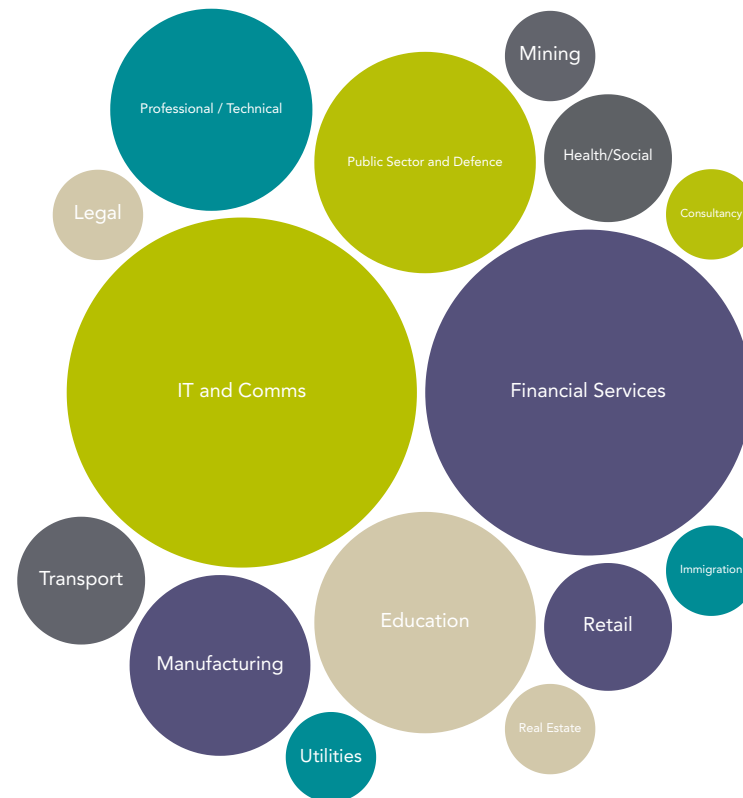 Mining
Professional / Technical
Public Sector and Defence
Health/Social
Legal
Consultancy
IT and Comms
Financial Services
Immigration
Transport
Education
Retail
Manufacturing
Real Estate
Utilities